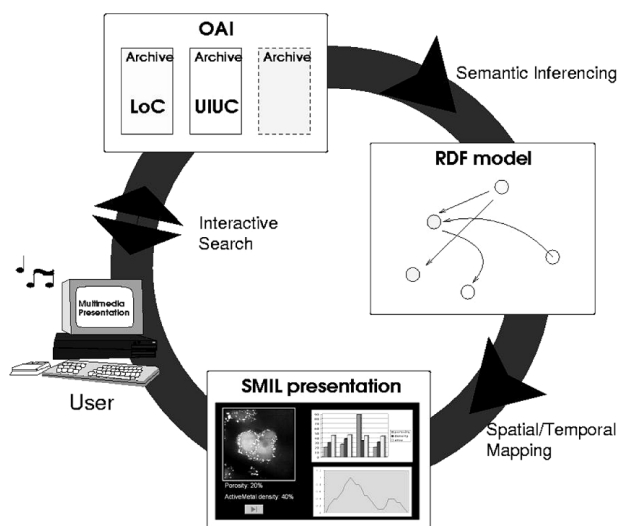 OAI
Archive Archive Archive
LoC UIUC
Semantic Inferencing
RDF model
Interactive
Search
Multimedia
Presentation
User
SMIL presentation
Porosity: 20%
ActiveMetal density: 40%
Spatial/Temporal
Mapping